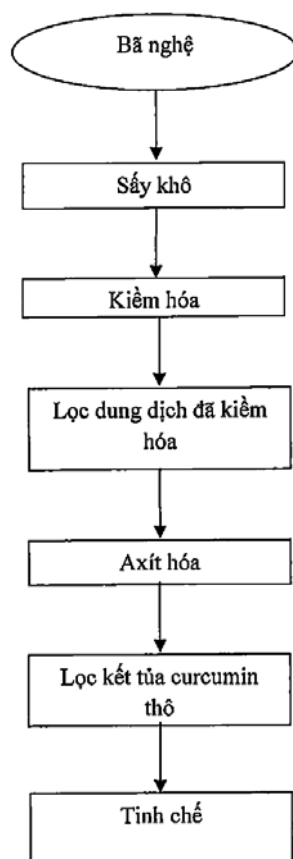 Bã nghệ
Sấy khô
Kiềm hóa
Lọc dung dịch đã kiềm
hóa
Axít hóa
Lọc kết tủa curcumin
thô
Tinh chế